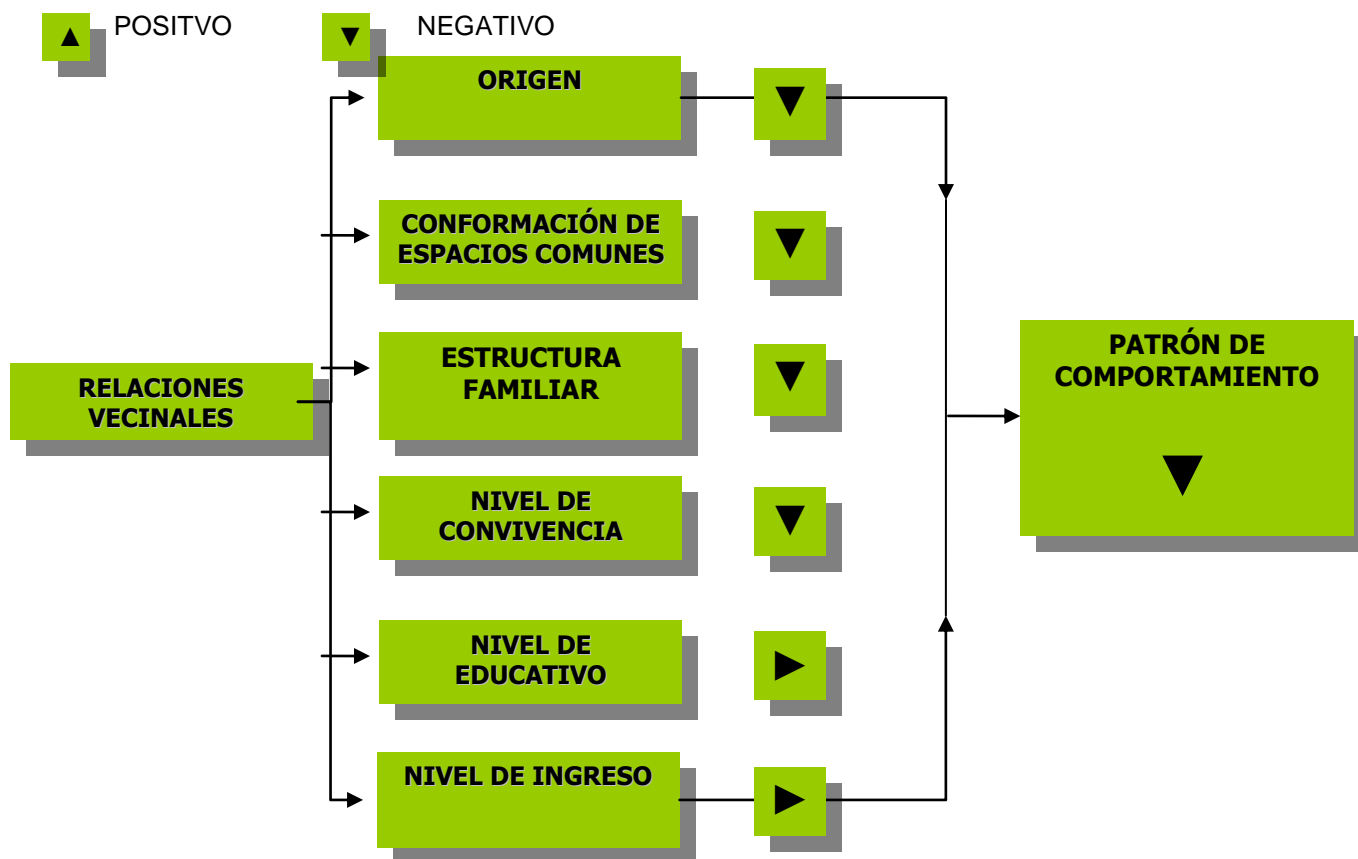 ▲ POSITVO ▼ NEGATIVO
ORIGEN ▼
CONFORMACIÓN DE
ESPACIOS COMUNES ▼
ESTRUCTURA
FAMILIAR ▼
RELACIONES
VECINALES
PATRÓN DE
COMPORTAMIENTO
▼
NIVEL DE
CONVIVENCIA ▼
NIVEL DE
EDUCATIVO ►
NIVEL DE INGRESO ►